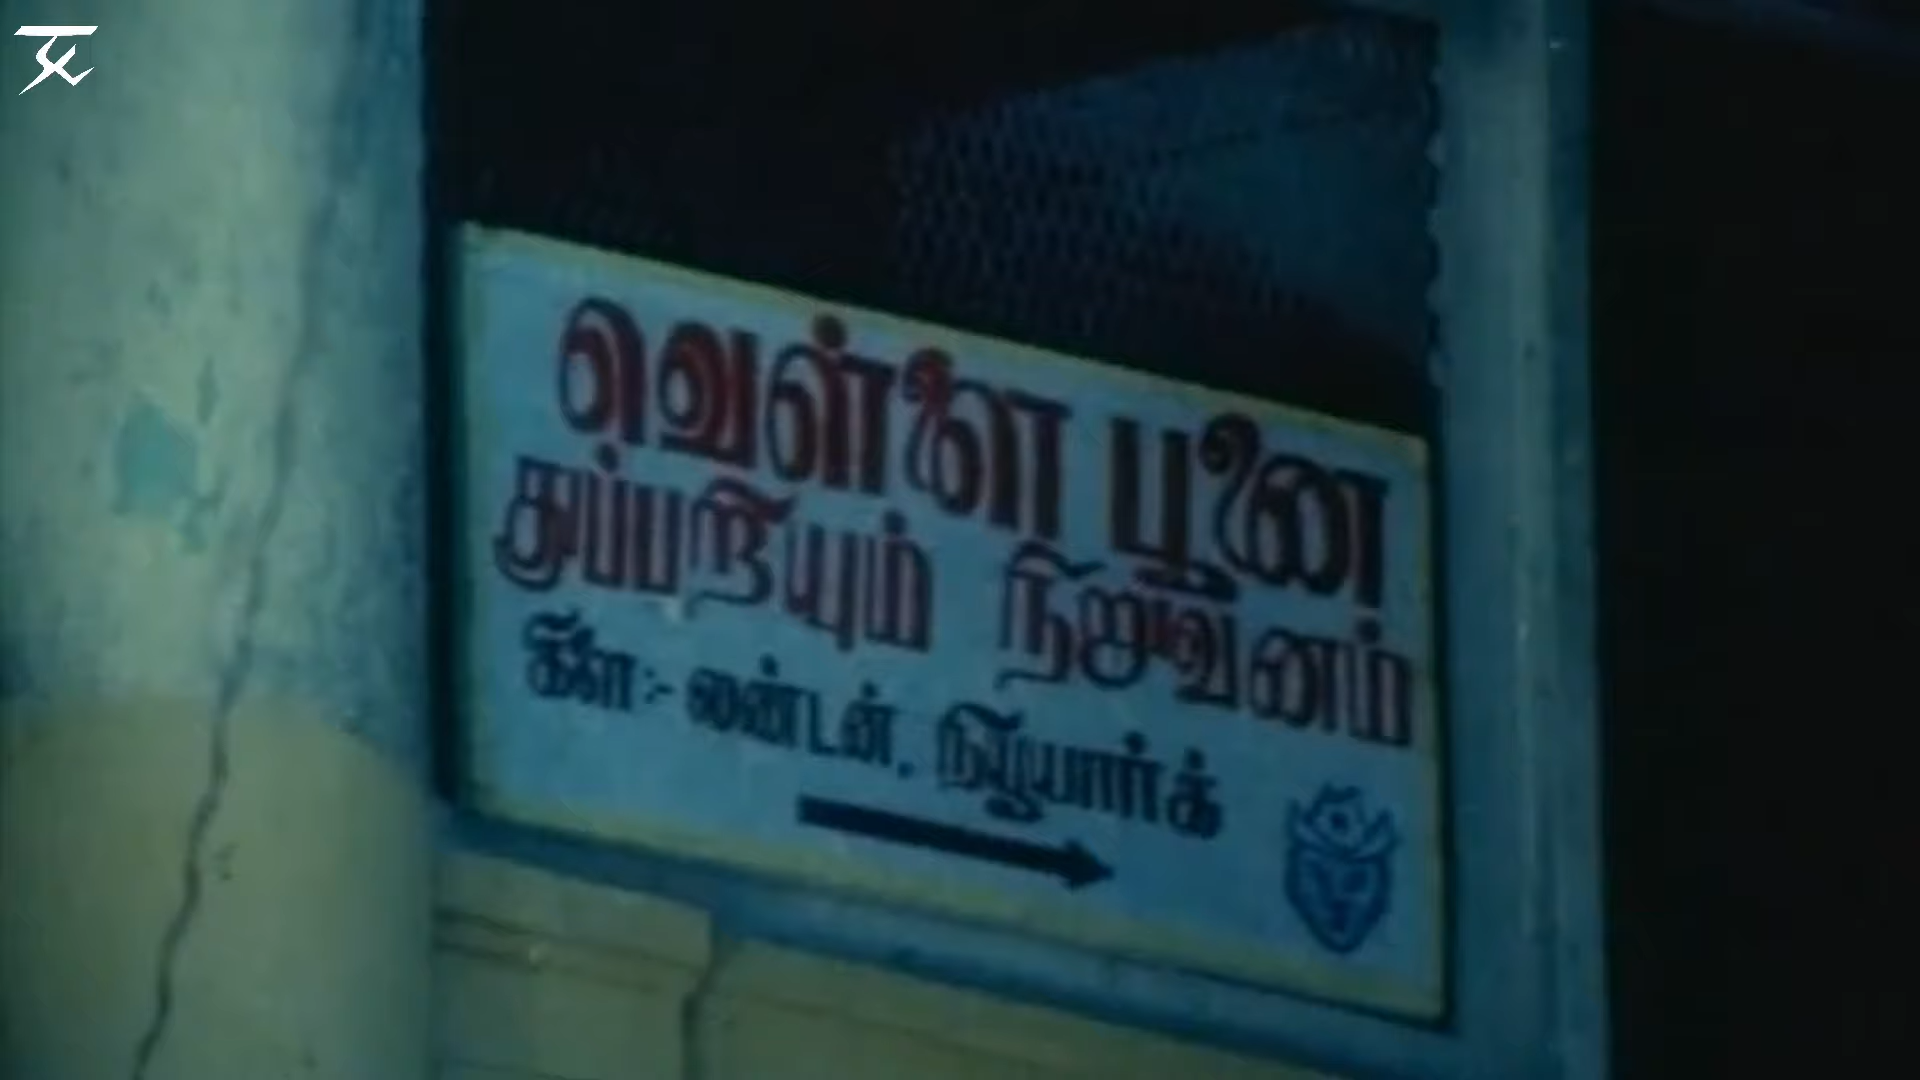 வெள்ளை பூனை
துப்பறியும் நிறுவனம்
கிளை:- லண்டன், நியூயார்க்